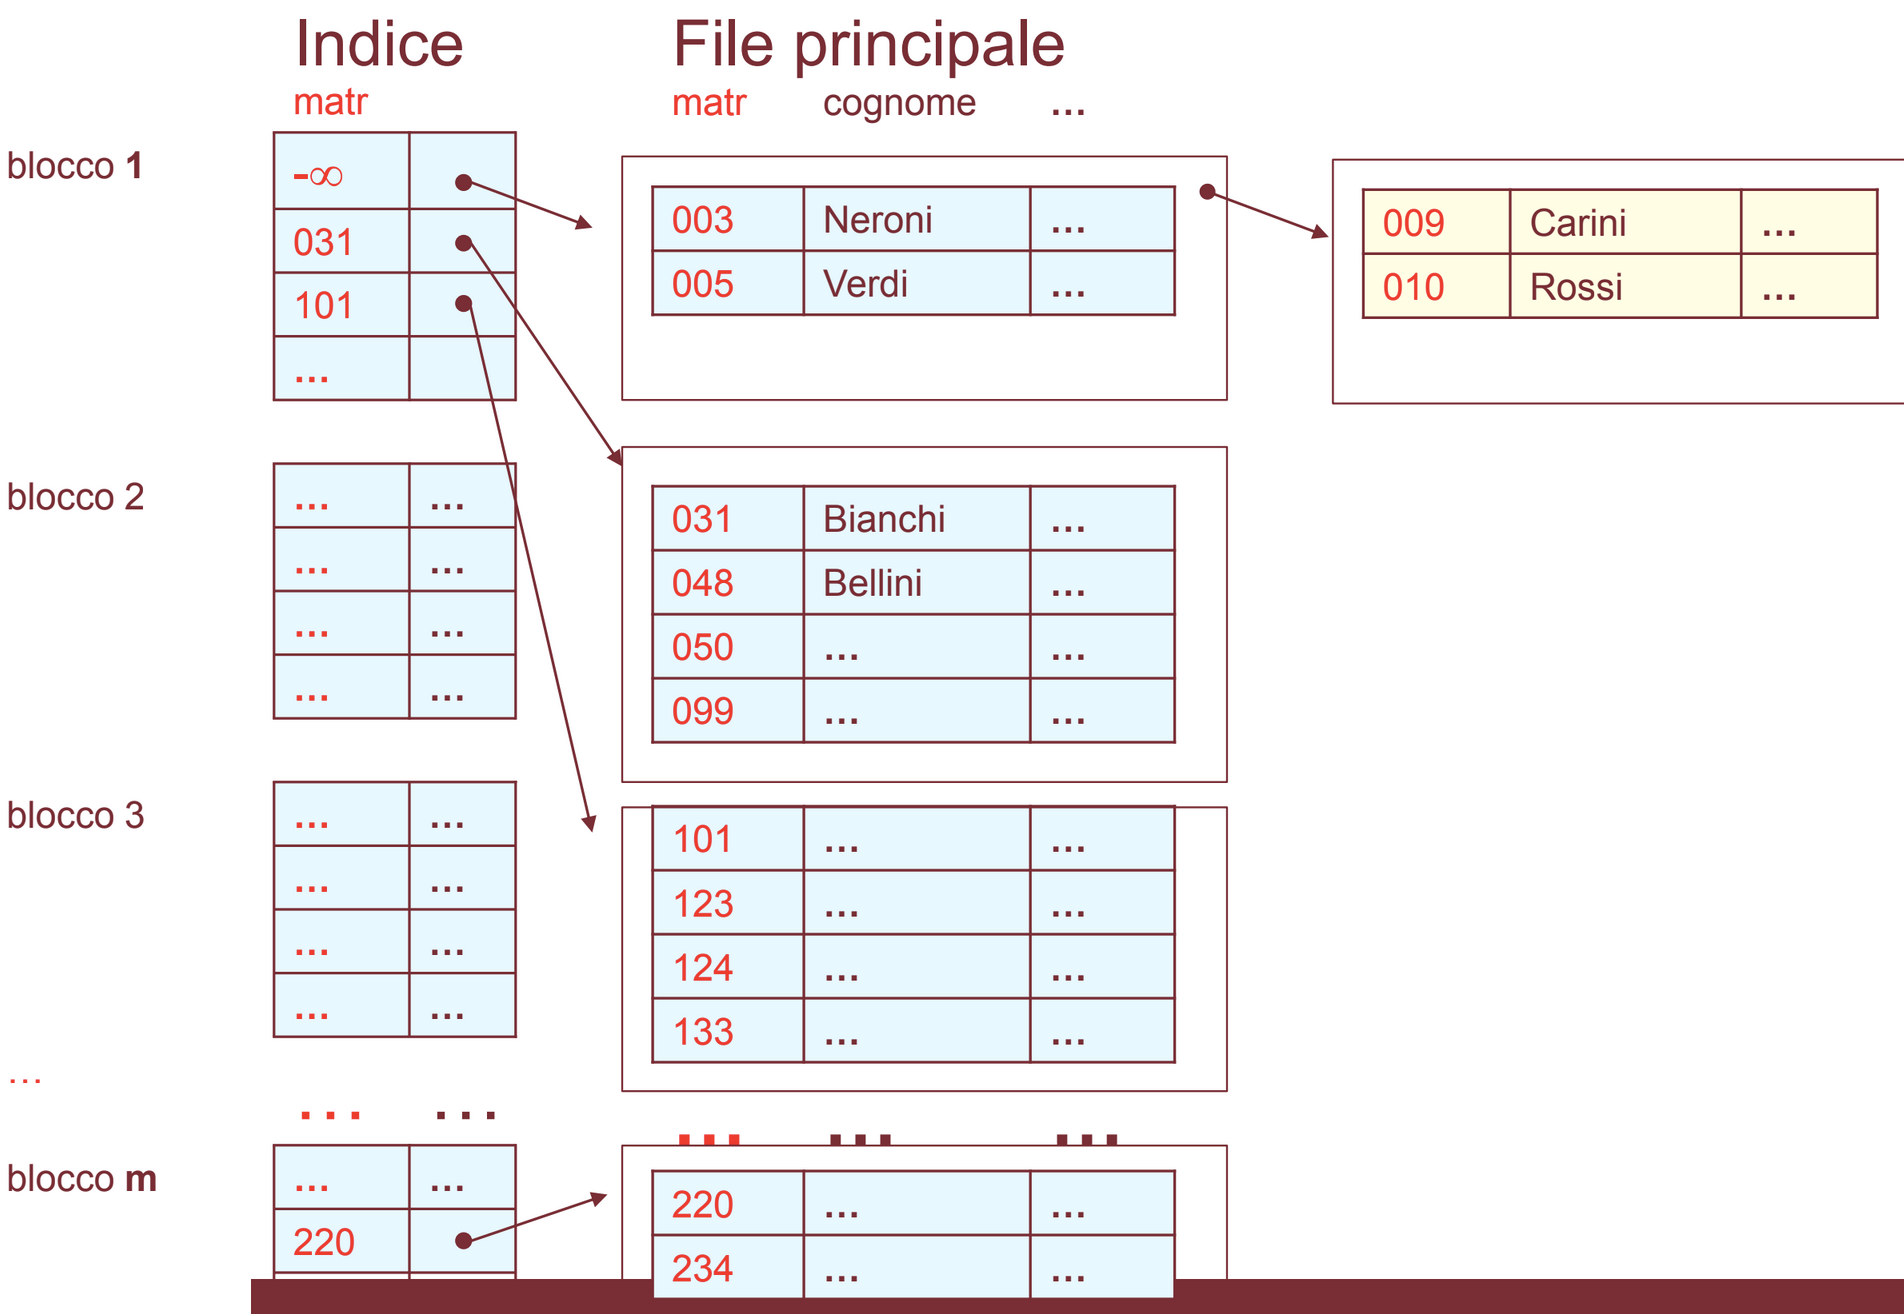 Indice File principale
matr matr cognome ...
blocco 1
-∞
031
101
...
003 Neroni ...
005 Verdi ...
009 Carini ...
010 Rossi ...
blocco 2
... ...
... ...
... ...
... ...
031 Bianchi ...
048 Bellini ...
050 ... ...
099 ... ...
blocco 3
... ...
... ...
... ...
... ...
101 ... ...
123 ... ...
124 ... ...
133 ... ...
...
... ...
... ... ...
blocco m
... ...
220
220 ... ...
234 ... ...